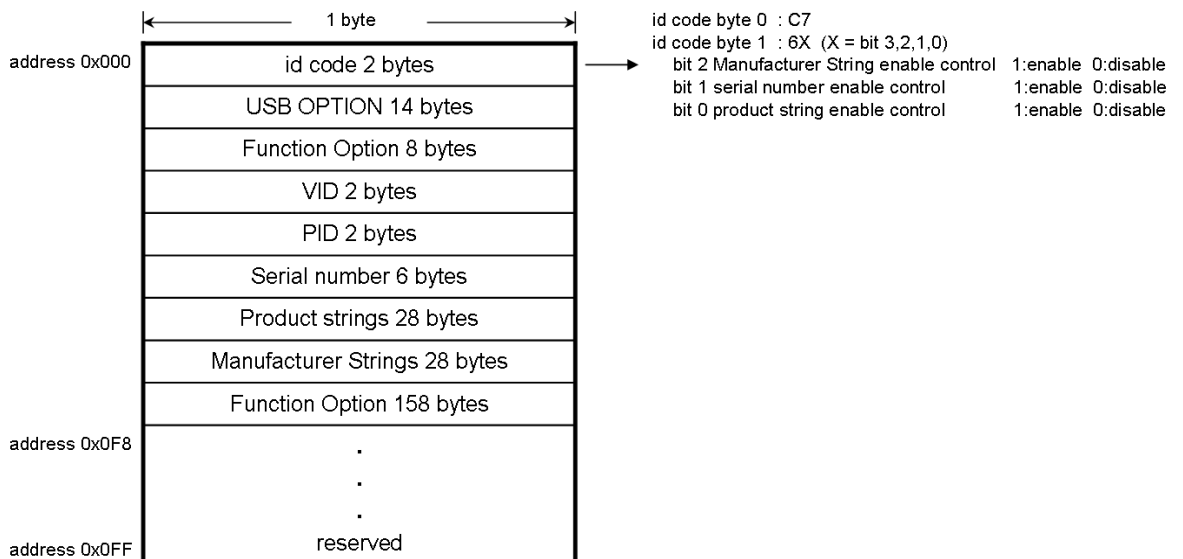 1 byte
address 0x000
id code 2 bytes
USB OPTION 14 bytes
Function Option 8 bytes
VID 2 bytes
PID 2 bytes
Serial number 6 bytes
Product strings 28 bytes
Manufacturer Strings 28 bytes
Function Option 158 bytes
address 0x0F8
.
.
.
reserved
address 0x0FF
id code byte 0 : C7
id code byte 1 : 6X (X = bit 3,2,1,0)
bit 2 Manufacturer String enable control 1:enable 0:disable
bit 1 serial number enable control 1:enable 0:disable
bit 0 product string enable control 1:enable 0:disable